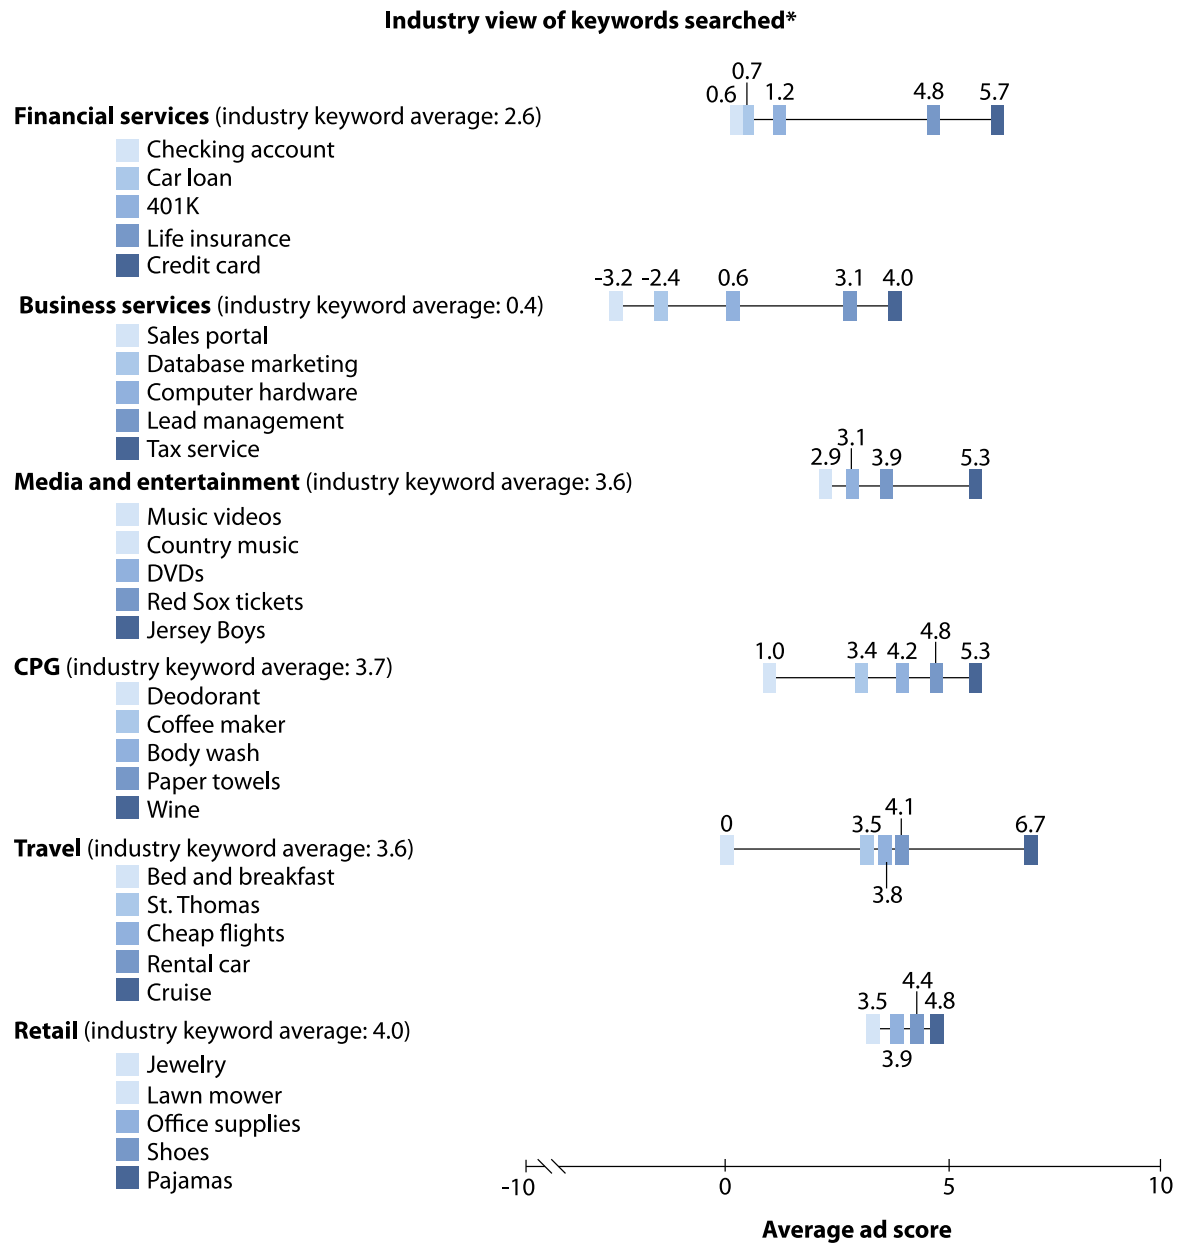 Industry view of keywords searched*
0.7
0.6 1.2 4.8 5.7
Financial services (industry keyword average: 2.6)
Checking account
Car loan
401K
Life insurance
Credit card
-3.2 -2.4 0.6 3.1 4.0
Business services (industry keyword average: 0.4)
Sales portal
Database marketing
Computer hardware
Lead management
Tax service
3.1
2.9 3.9 5.3
Media and entertainment (industry keyword average: 3.6)
Music videos
Country music
DVDs
Red Sox tickets
Jersey Boys
4.8
1.0 3.4 4.2 5.3
CPG (industry keyword average: 3.7)
Deodorant
Coffee maker
Body wash
Paper towels
Wine
4.1
0 3.5 6.7
Travel (industry keyword average: 3.6)
3.8
Bed and breakfast
St. Thomas
Cheap flights
Rental car
Cruise
4.4
3.5 4.8
Retail (industry keyword average: 4.0)
3.9
Jewelry
Lawn mower
Office supplies
Shoes
Pajamas
-10 0 5 10
Average ad score